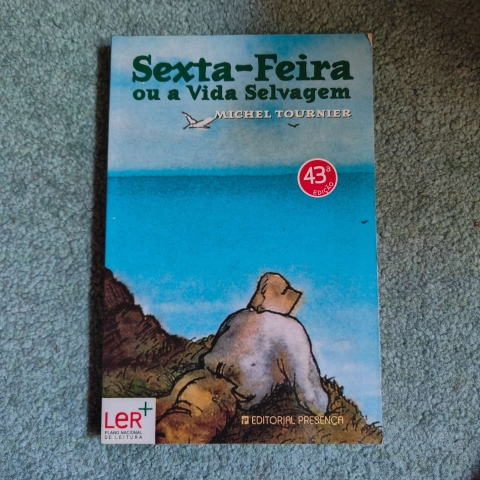 Sexta-Feira
ou a Vida Selvagem
MICHEL TOURNIER
43ª
EDIÇÃO
LeR+
PLANO NACIONAL
DE LEITURA
EDITORIAL PRESENÇA